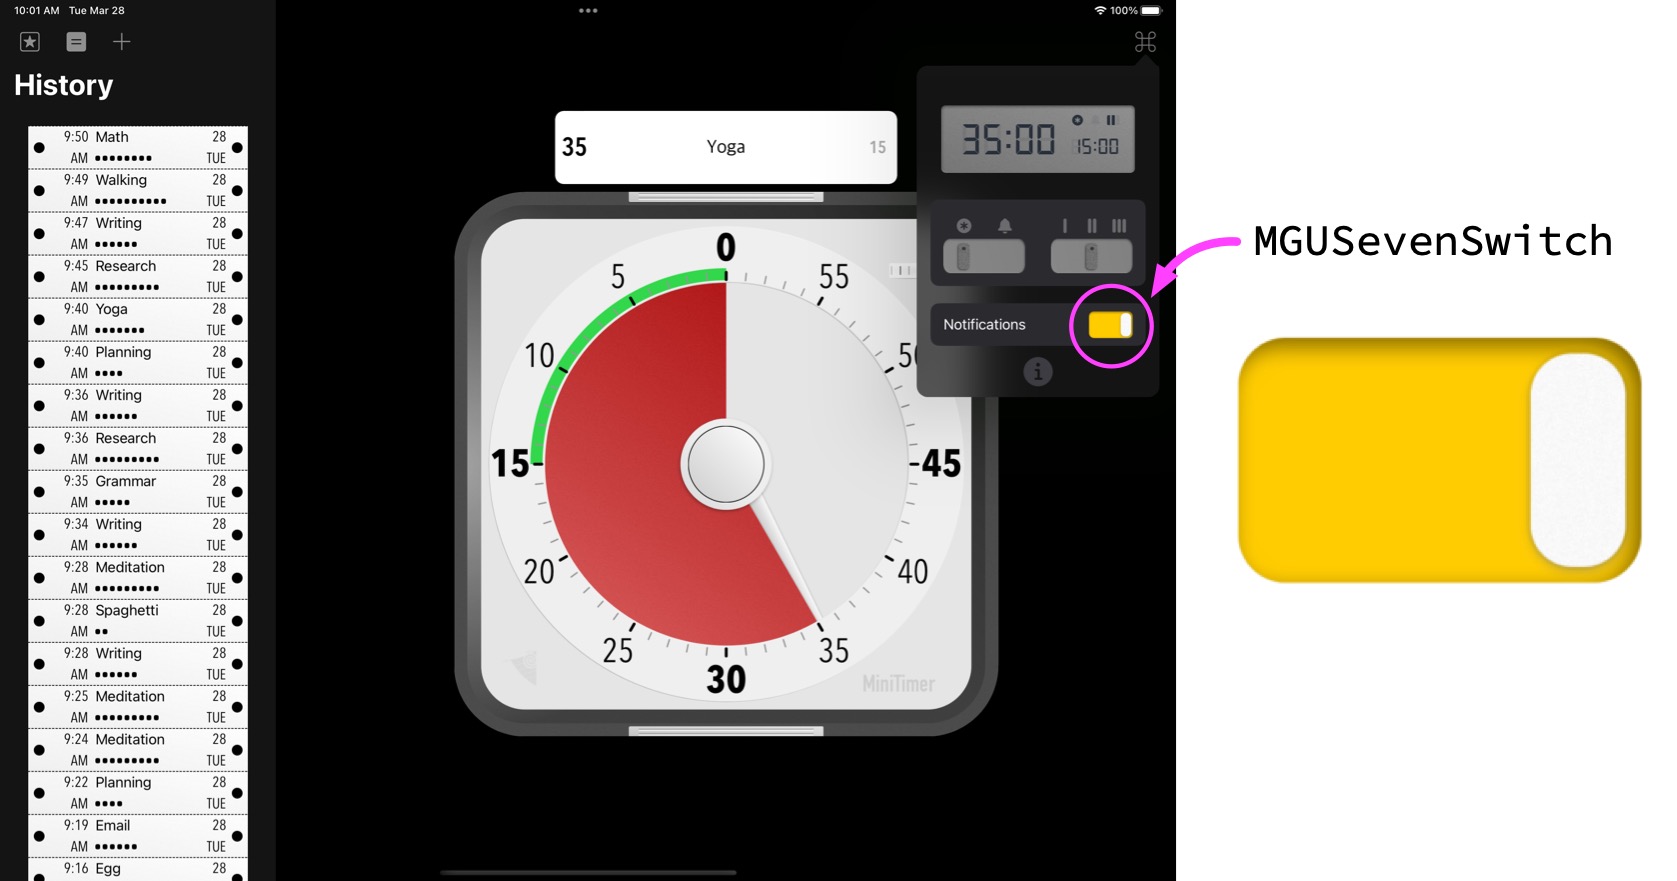 10:01 AM Tue Mar 28
100%
History
9:50 Math 28
AM TUE
9:49 Walking 28
AM TUE
9:47 Writing 28
AM TUE
9:45 Research 28
AM TUE
9:40 Yoga 28
AM TUE
9:40 Planning 28
AM TUE
9:36 Writing 28
AM TUE
9:36 Research 28
AM TUE
9:35 Grammar 28
AM TUE
9:34 Writing 28
AM TUE
9:28 Meditation 28
AM TUE
9:28 Spaghetti 28
AM TUE
9:28 Writing 28
AM TUE
9:25 Meditation 28
AM TUE
9:24 Meditation 28
AM TUE
9:22 Planning 28
AM TUE
9:19 Email 28
AM TUE
9:16 Egg 28
35 Yoga 15
0
5 55
10 50
15 45
20 40
25 35
30
MiniTimer
35:00 15:00
I II III
Notifications
i
MGUSevenSwitch